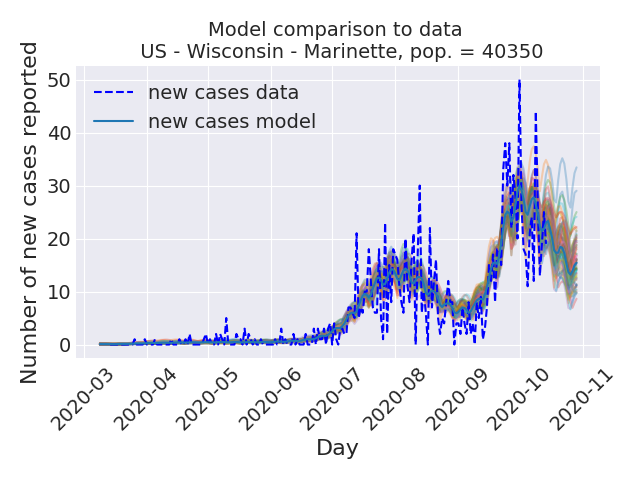 Model comparison to data
US - Wisconsin - Marinette, pop. = 40350
Number of new cases reported
50
40
30
20
10
0
new cases data
new cases model
2020-03
2020-04
2020-05
2020-06
2020-07
2020-08
2020-09
2020-10
2020-11
Day